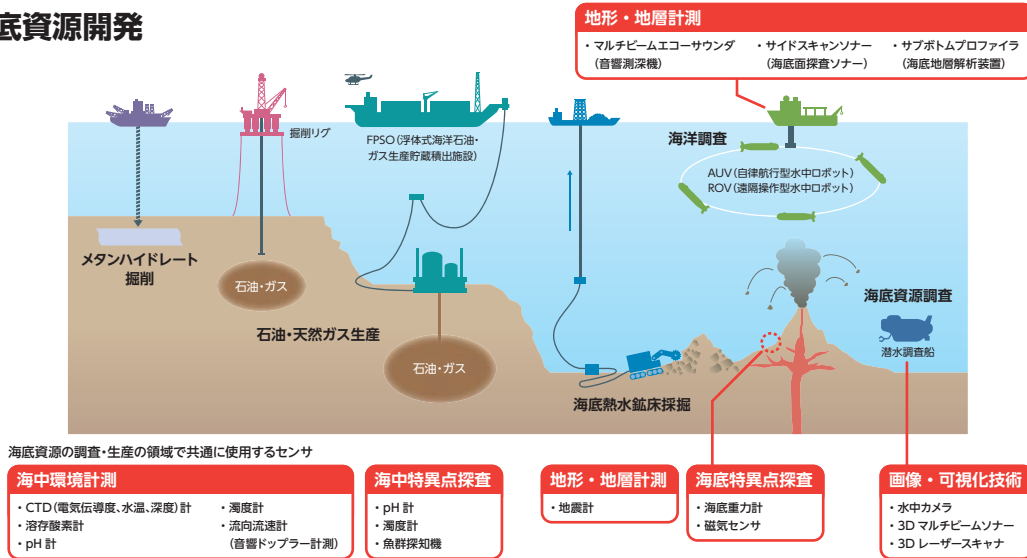 底資源開発
地形・地層計測
・マルチビームエコーサウンダ
(音響測深機)
・サイドスキャンソナー
(海底面探査ソナー)
・サブボトムプロファイラ
(海底地層解析装置)
掘削リグ
FPSO(浮体式海洋石油・
ガス生産貯蔵積出施設)
海洋調査
AUV(自律航行型水中ロボット)
ROV(遠隔操作型水中ロボット)
メタンハイドレート
掘削
石油・ガス
石油・天然ガス生産
石油・ガス
海底熱水鉱床採掘
海底資源調査
潜水調査船
海底資源の調査・生産の領域で共通に使用するセンサ
海中環境計測
・CTD(電気伝導度、水温、深度)計
・溶存酸素計
・pH 計
・濁度計
・流向流速計
(音響ドップラー計測)
海中特異点探査
・pH 計
・濁度計
・魚群探知機
地形・地層計測
・地震計
海底特異点探査
・海底重力計
・磁気センサ
画像・可視化技術
・水中カメラ
・3D マルチビームソナー
・3D レーザースキャナ